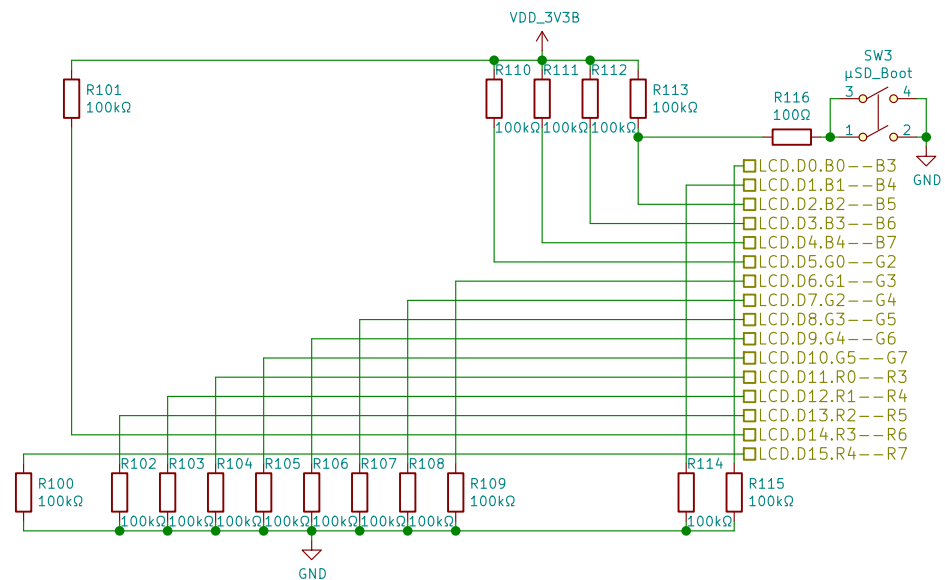 VDD_3V3B
SW3
µSD_Boot
R101
100kΩ
R110
R111
R112
R113
100kΩ
100kΩ
100kΩ
100kΩ
R116
100Ω
3
4
1
2
GND
LCD.D0.B0--B3
LCD.D1.B1--B4
LCD.D2.B2--B5
LCD.D3.B3--B6
LCD.D4.B4--B7
LCD.D5.G0--G2
LCD.D6.G1--G3
LCD.D7.G2--G4
LCD.D8.G3--G5
LCD.D9.G4--G6
LCD.D10.G5--G7
LCD.D11.R0--R3
LCD.D12.R1--R4
LCD.D13.R2--R5
LCD.D14.R3--R6
LCD.D15.R4--R7
R100
100kΩ
R102
R103
R104
R105
R106
R107
R108
R109
100kΩ
R114
R115
100kΩ
100kΩ
100kΩ
100kΩ
100kΩ
100kΩ
100kΩ
100kΩ
100kΩ
GND